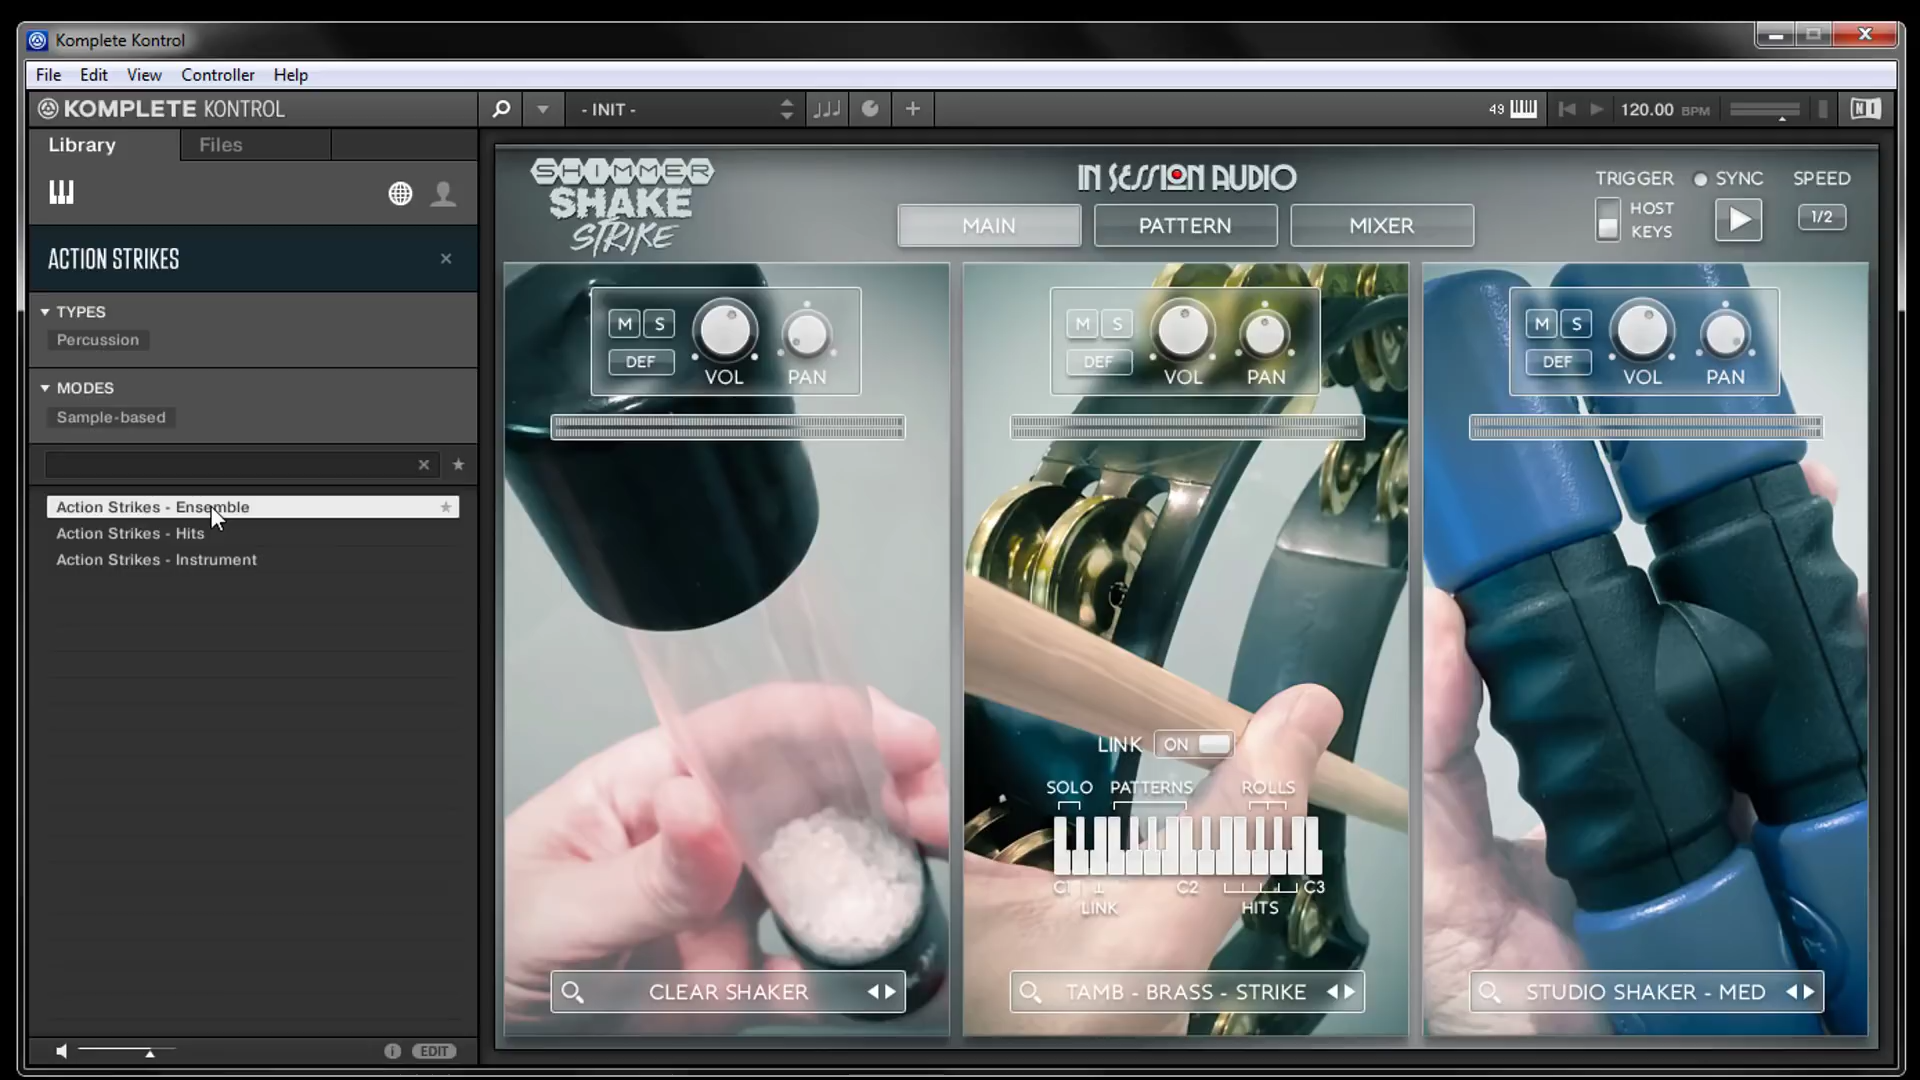 Komplete Kontrol
File Edit View Controller Help
KOMPLETE KONTROL
- INIT -
49
120.00 BPM
NI
Library Files
ACTION STRIKES
TYPES
Percussion
MODES
Sample-based
Action Strikes - Ensemble
Action Strikes - Hits
Action Strikes - Instrument
EDIT
SHIMMER
SHAKE
STRIKE
IN SESSION AUDIO
MAIN PATTERN MIXER
TRIGGER SYNC SPEED
HOST
KEYS
1/2
M S
DEF
VOL PAN
CLEAR SHAKER
M S
DEF
VOL PAN
LINK ON
SOLO PATTERNS ROLLS
C1 C2 C3
LINK HITS
TAMB - BRASS - STRIKE
M S
DEF
VOL PAN
STUDIO SHAKER - MED